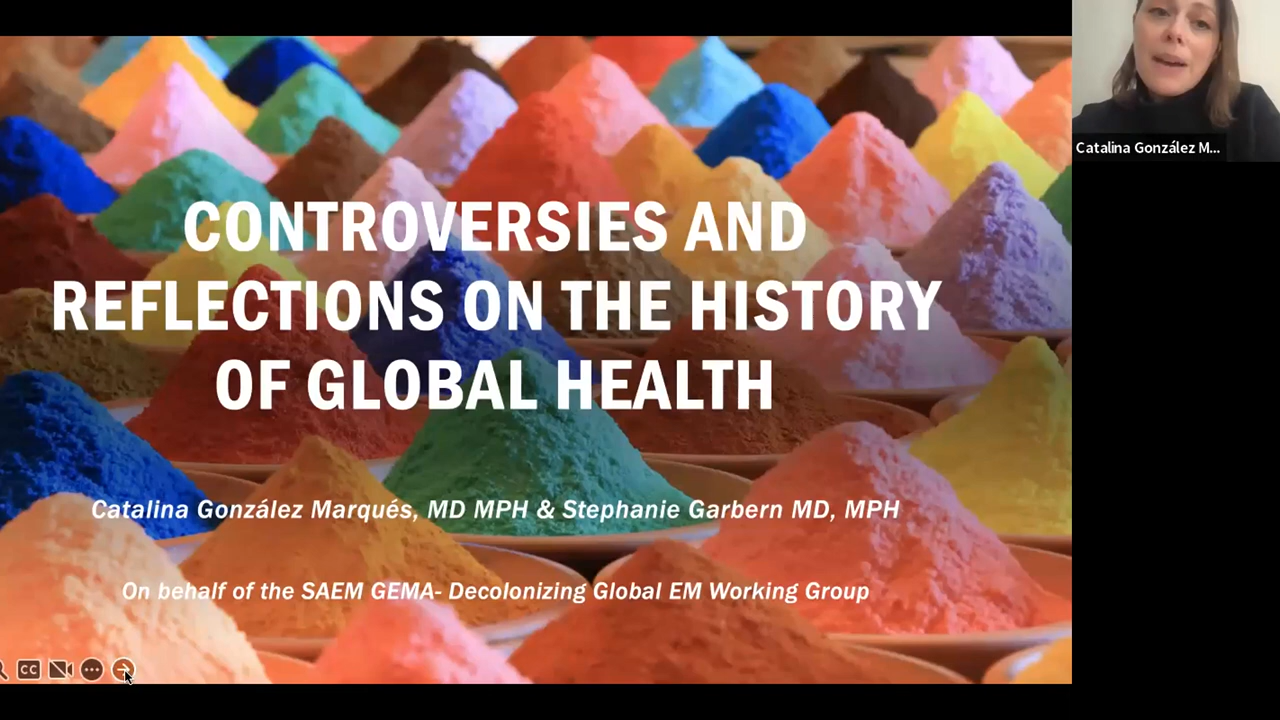 CONTROVERSIES AND
REFLECTIONS ON THE HISTORY
OF GLOBAL HEALTH
Catalina González Marqués, MD MPH & Stephanie Garbern MD, MPH
On behalf of the SAEM GEMA- Decolonizing Global EM Working Group
Catalina González M...
CC